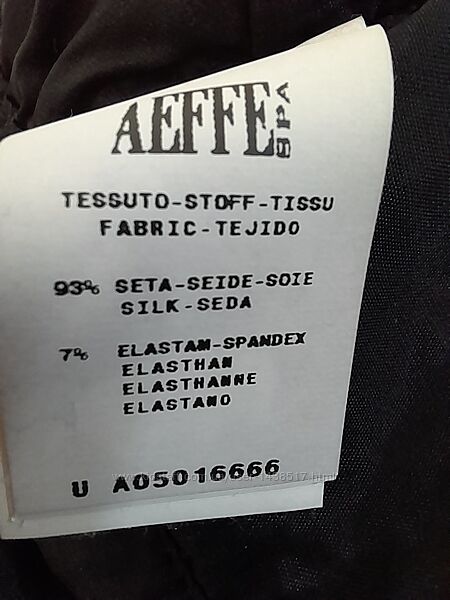 AEFFE SPA
TESSUTO-STOFF-TISSU
FABRIC-TEJIDO
93% SETA-SEIDE-SOIE
SILK-SEDA
7% ELASTAM-SPANDEX
ELASTHAN
ELASTHANNE
ELASTANO
U A05016666